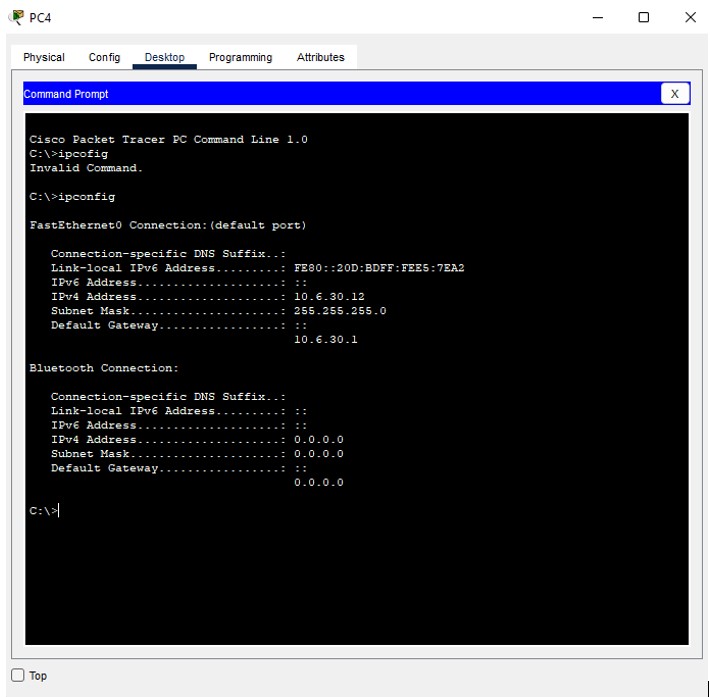 PC4
Physical Config Desktop Programming Attributes
Command Prompt
X
Cisco Packet Tracer PC Command Line 1.0
C:\>ipcofig
Invalid Command.
C:\>ipconfig
FastEthernet0 Connection:(default port)
Connection-specific DNS Suffix..:
Link-local IPv6 Address.........: FE80::20D:BDFF:FEE5:7EA2
IPv6 Address....................: ::
IPv4 Address....................: 10.6.30.12
Subnet Mask.....................: 255.255.255.0
Default Gateway.................: ::
10.6.30.1
Bluetooth Connection:
Connection-specific DNS Suffix..:
Link-local IPv6 Address.........: ::
IPv6 Address....................: ::
IPv4 Address....................: 0.0.0.0
Subnet Mask.....................: 0.0.0.0
Default Gateway.................: ::
0.0.0.0
C:\>
Top